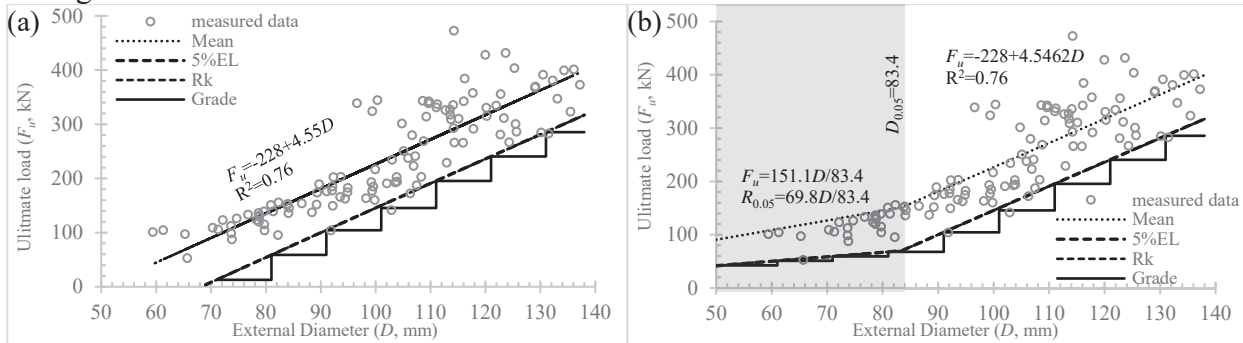 (a)
measured data
Mean
5%EL
Rk
Grade
500
400
300
200
100
0
Ulitmate load (Fᵤ, kN)
Fᵤ=-228+4.55D
R²=0.76
50 60 70 80 90 100 110 120 130 140
External Diameter (D, mm)
(b)
500
400
300
200
100
0
Ulitmate load (Fᵤ, kN)
D₀.₀₅=83.4
Fᵤ=-228+4.5462D
R²=0.76
Fᵤ=151.1D/83.4
R₀.₀₅=69.8D/83.4
measured data
Mean
5%EL
Rk
Grade
50 60 70 80 90 100 110 120 130 140
External Diameter (D, mm)